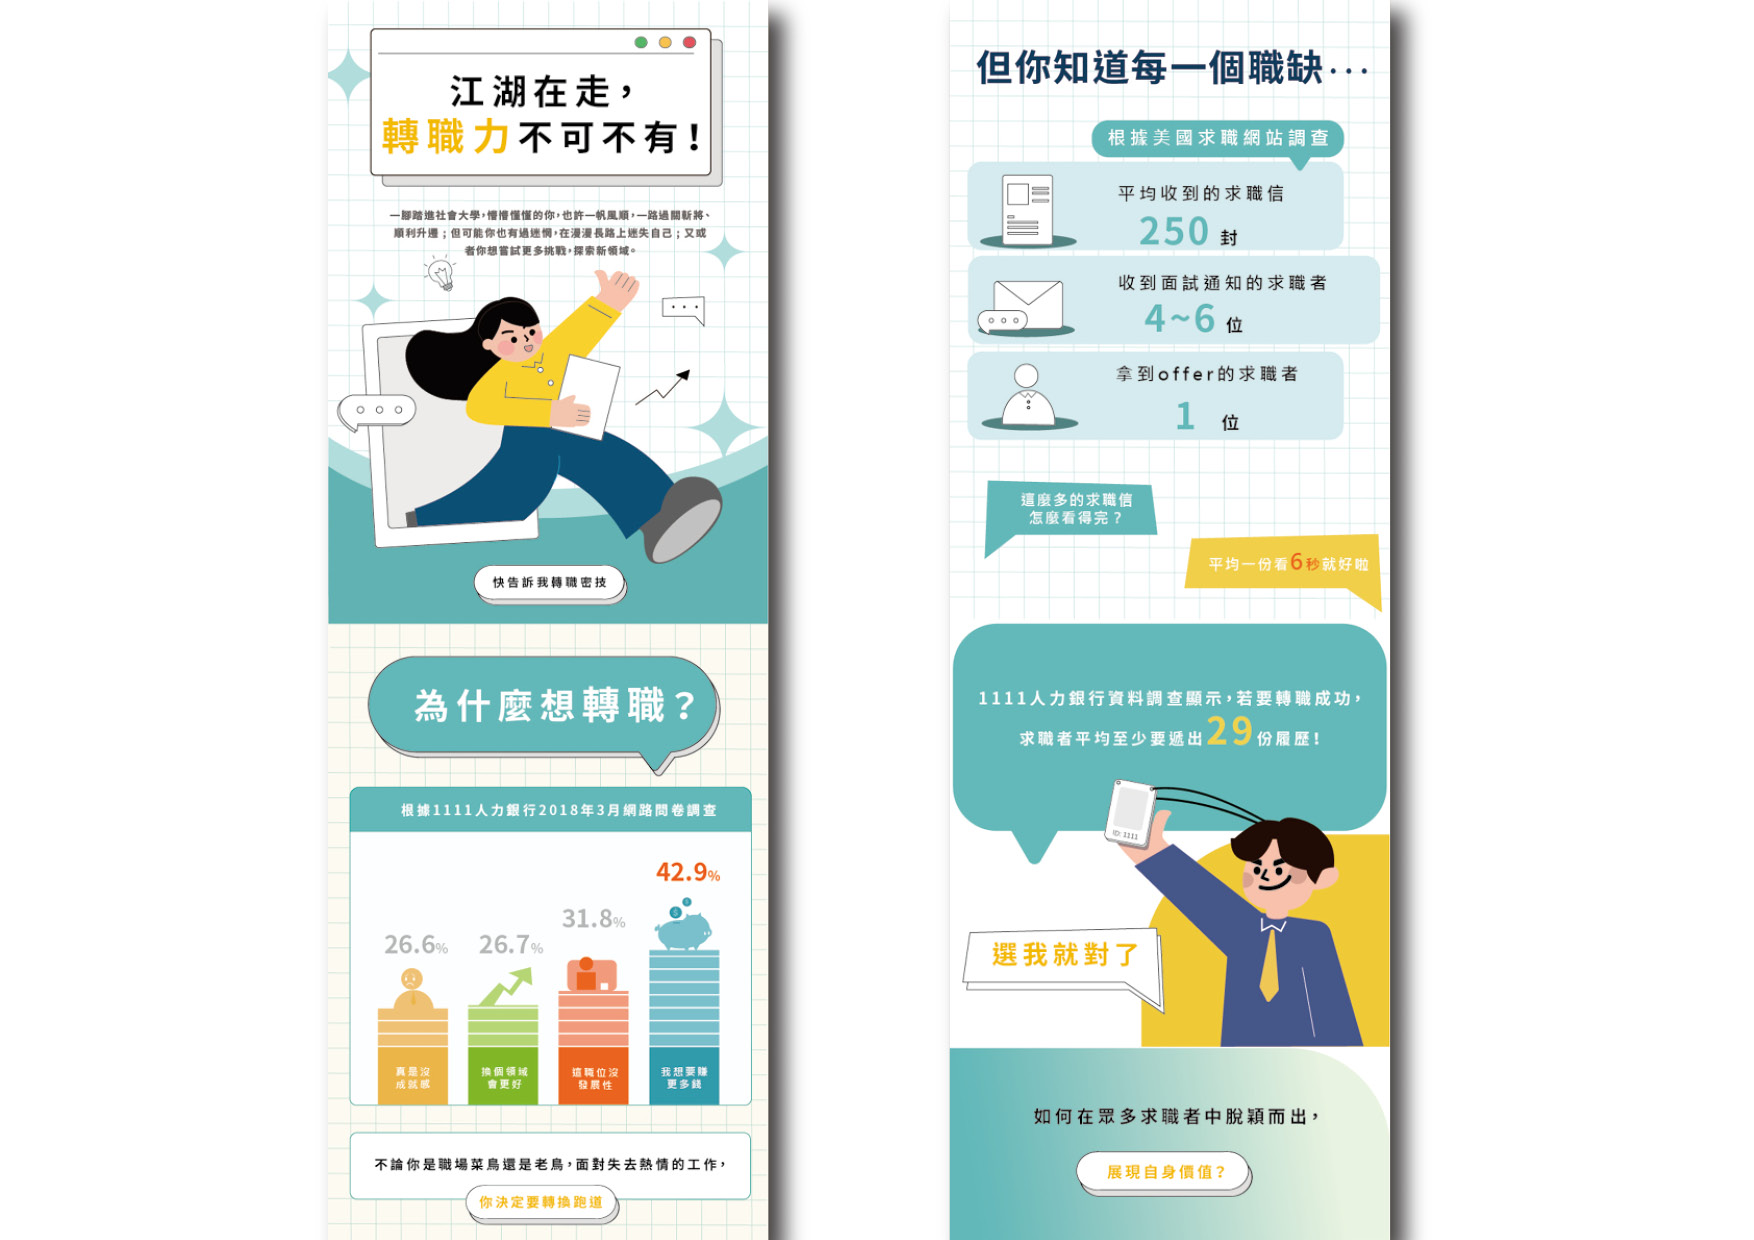 江湖在走，
轉職力不可不有！
一腳踏進社會大學，懵懵懂懂的你，也許一帆風順，一路過關斬將、
順利升遷；但可能你也有過迷惘，在漫漫長路上迷失自己；又或
者你想嘗試更多挑戰，探索新領域。
快告訴我轉職密技
為什麼想轉職？
根據1111人力銀行2018年3月網路問卷調查
42.9%
31.8%
26.6%
26.7%
真是沒
成就感
換個領域
會更好
這職位沒
發展性
我想要賺
更多錢
不論你是職場菜鳥還是老鳥，面對失去熱情的工作，
你決定要轉換跑道
但你知道每一個職缺...
根據美國求職網站調查
平均收到的求職信
250 封
收到面試通知的求職者
4~6 位
拿到offer的求職者
1 位
這麼多的求職信
怎麼看得完？
平均一份看6秒就好啦
1111人力銀行資料調查顯示，若要轉職成功，
求職者平均至少要遞出29份履歷！
ID: 1111
選我就對了
如何在眾多求職者中脫穎而出，
展現自身價值？